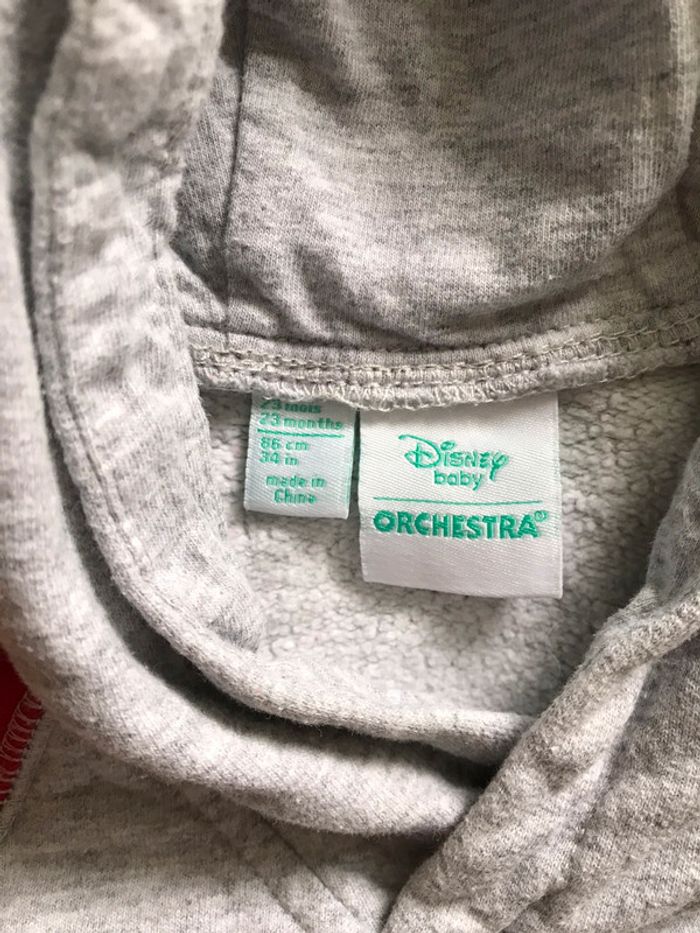 23 mois
23 months
86 cm
34 in
made in
China
Disney
baby
ORCHESTRA®